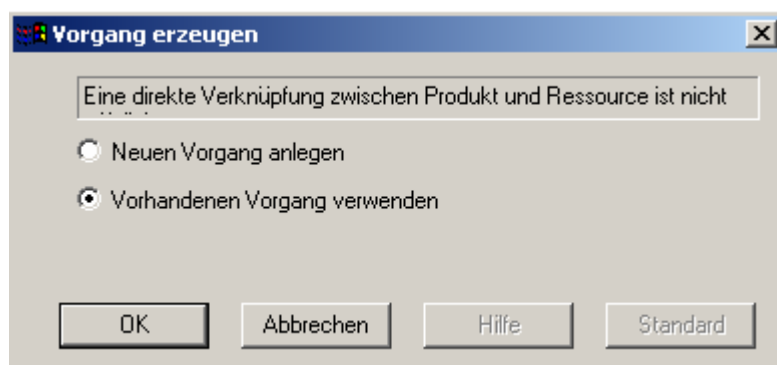 Vorgang erzeugen
Eine direkte Verknüpfung zwischen Produkt und Ressource ist nicht
Neuen Vorgang anlegen
Vorhandenen Vorgang verwenden
OK Abbrechen Hilfe Standard